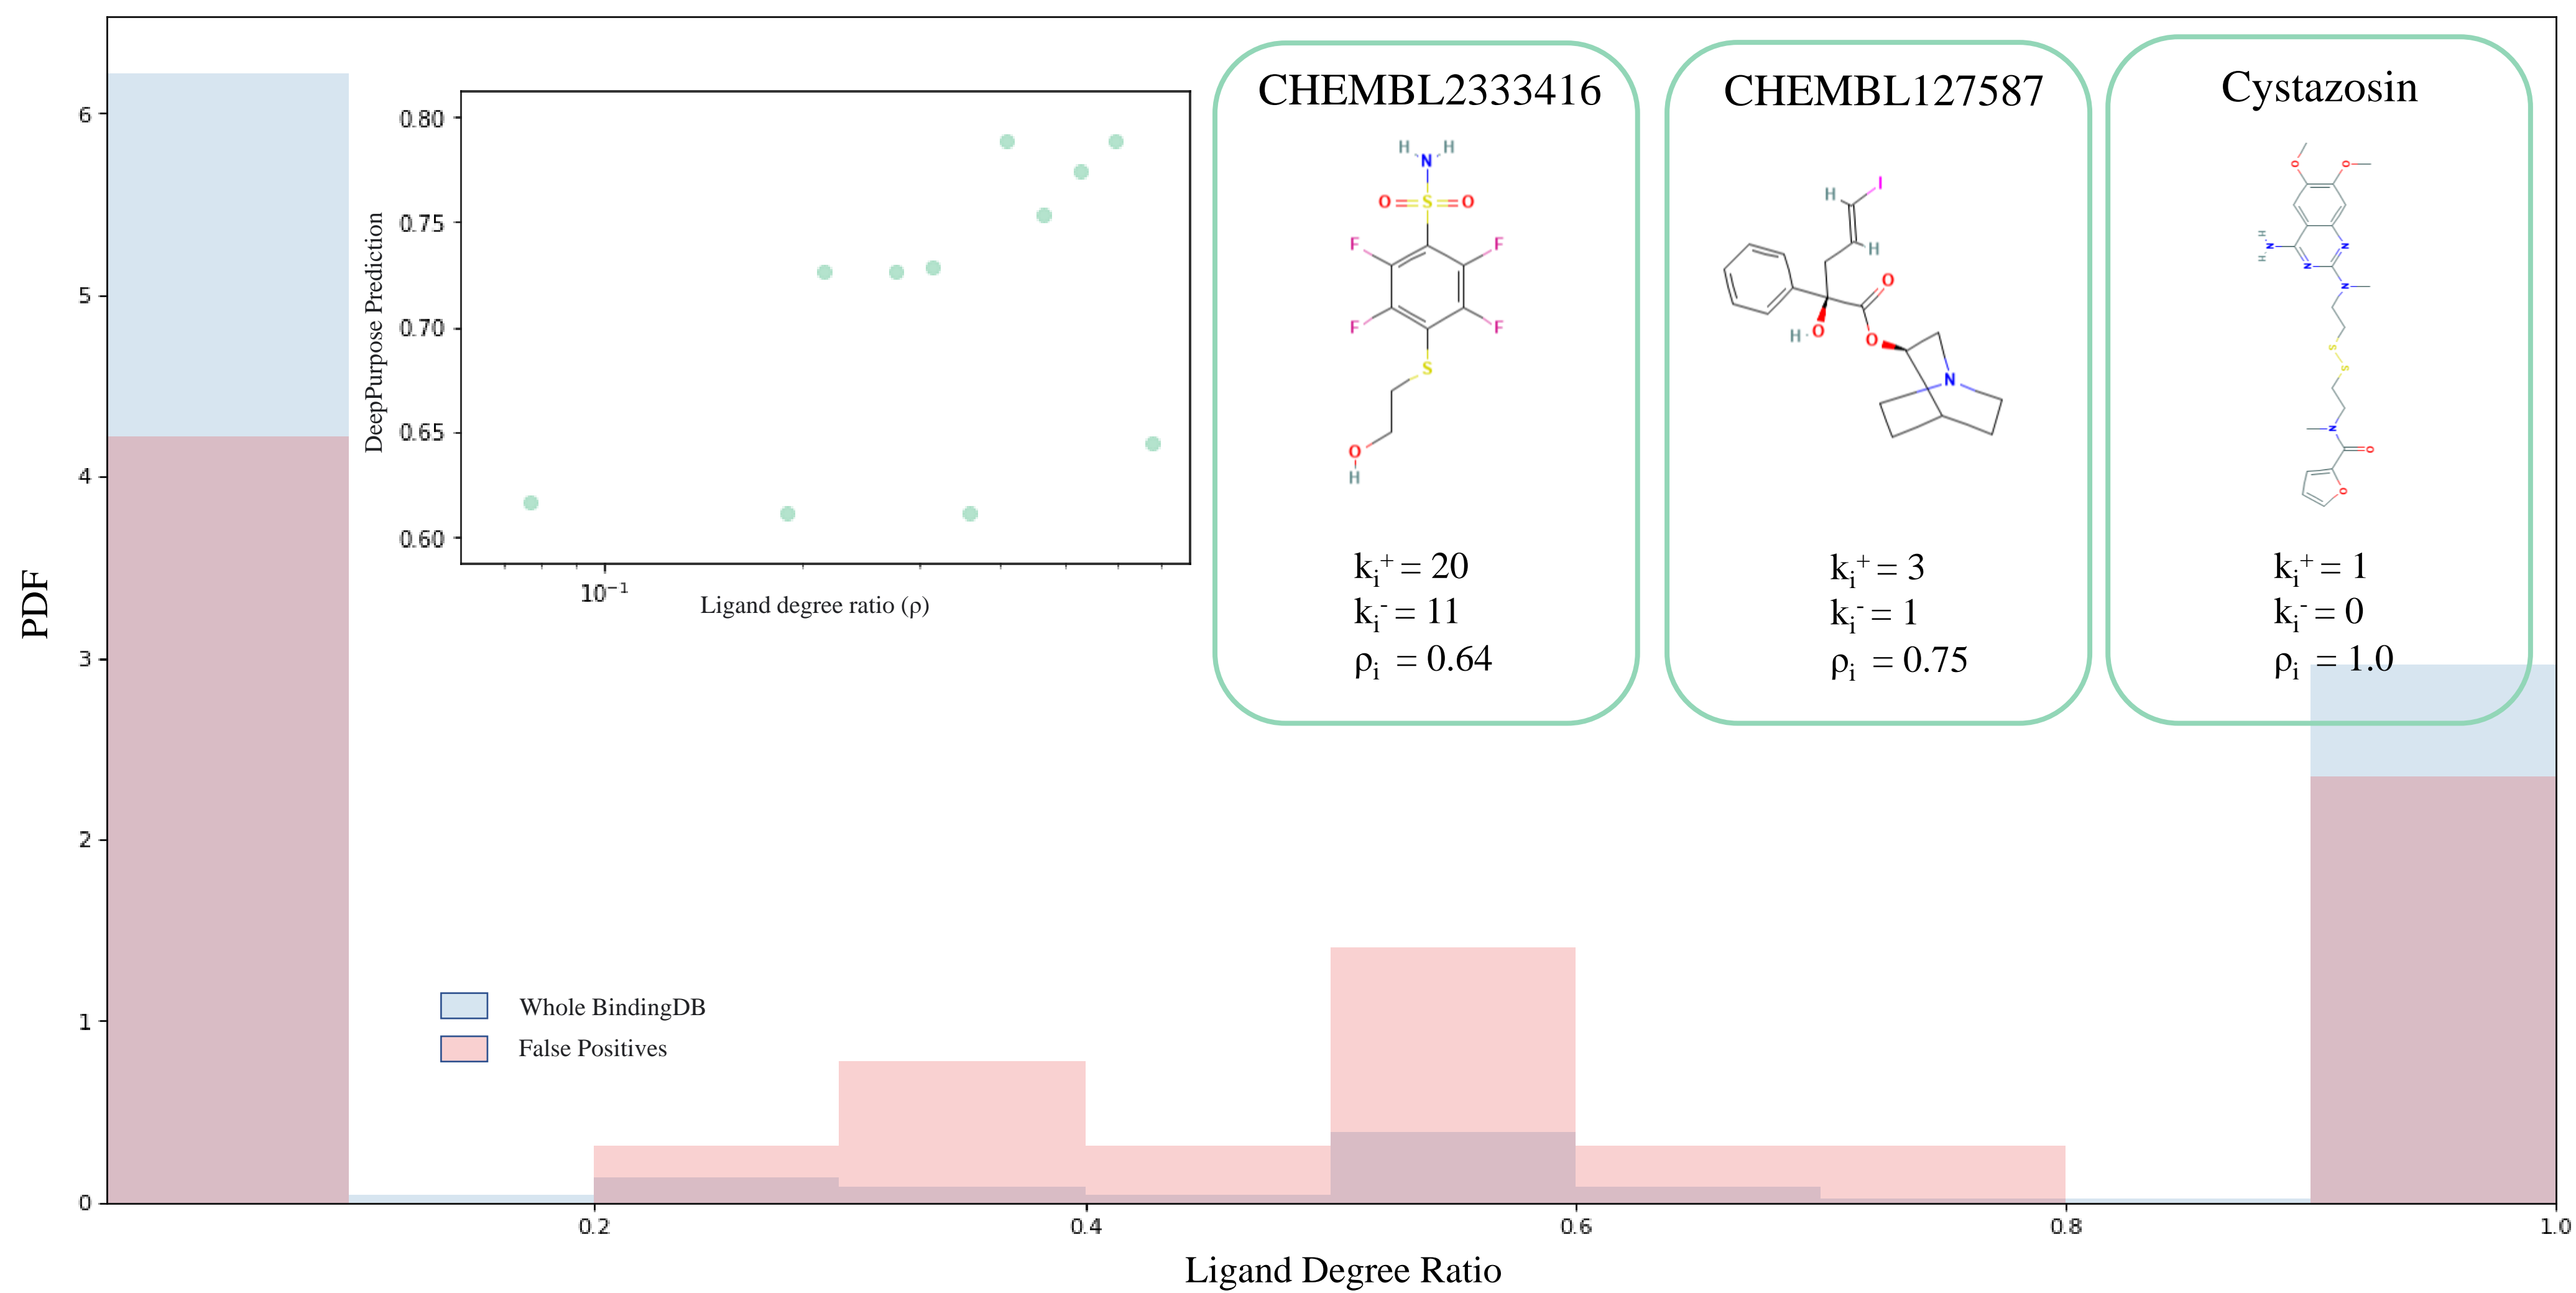 PDF
6
5
4
3
2
1
0
0.2
0.4
0.6
0.8
1.0
Ligand Degree Ratio
DeepPurpose Prediction
0.80
0.75
0.70
0.65
0.60
10⁻¹
Ligand degree ratio (ρ)
Whole BindingDB
False Positives
CHEMBL2333416
H H
N
O S O
F F
F F
S
O
H
kᵢ⁺ = 20
kᵢ⁻ = 11
ρᵢ = 0.64
CHEMBL127587
I
H
H
O
H O
O
N
kᵢ⁺ = 3
kᵢ⁻ = 1
ρᵢ = 0.75
Cystazosin
O O
H
N N
H
N
N
S
S
N
O
O
kᵢ⁺ = 1
kᵢ⁻ = 0
ρᵢ = 1.0